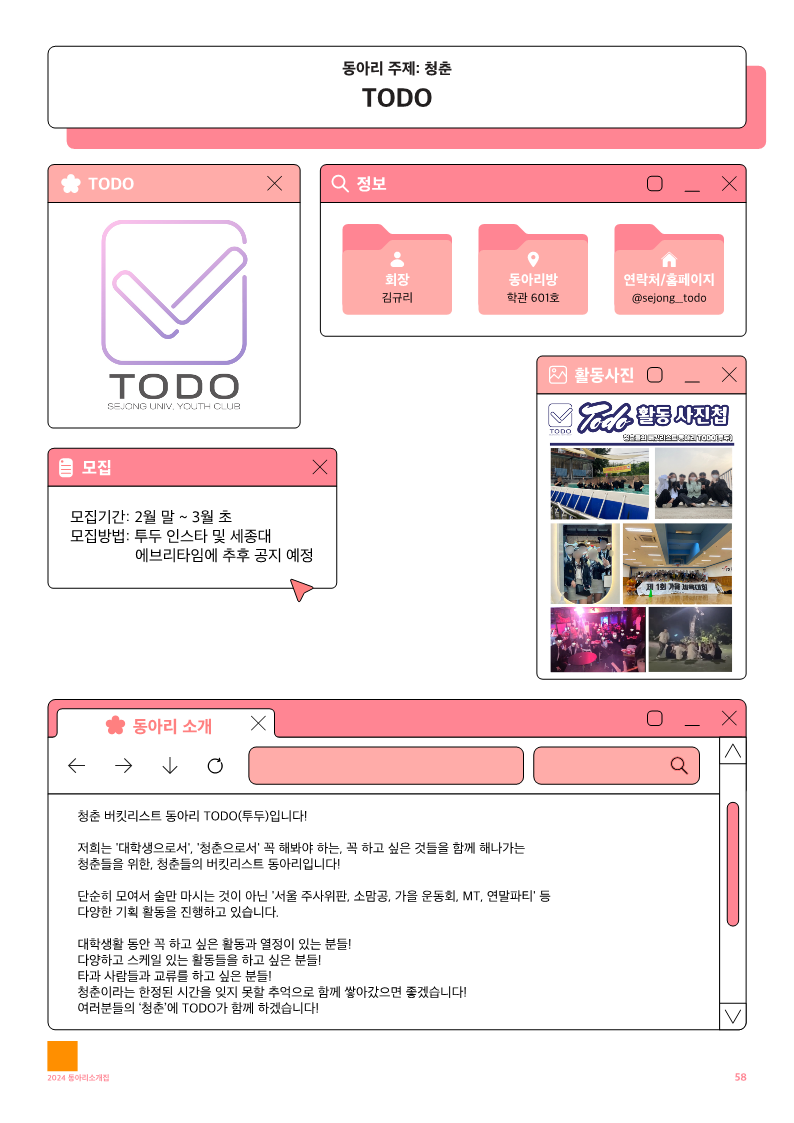 동아리 주제: 청춘
TODO
TODO
TODO
SEJONG UNIV. YOUTH CLUB
정보
회장
김규리
동아리방
학관 601호
연락처/홈페이지
@sejong_todo
활동사진
TODO
Todo 활동 사진첩
청춘들의 버킷리스트 동아리 TODO(투두)
제 1회 가을 체육대회
모집
모집기간: 2월 말 ~ 3월 초
모집방법: 투두 인스타 및 세종대
에브리타임에 추후 공지 예정
동아리 소개
청춘 버킷리스트 동아리 TODO(투두)입니다!
저희는 '대학생으로서', '청춘으로서' 꼭 해봐야 하는, 꼭 하고 싶은 것들을 함께 해나가는
청춘들을 위한, 청춘들의 버킷리스트 동아리입니다!
단순히 모여서 술만 마시는 것이 아닌 '서울 주사위판, 소맘공, 가을 운동회, MT, 연말파티' 등
다양한 기획 활동을 진행하고 있습니다.
대학생활 동안 꼭 하고 싶은 활동과 열정이 있는 분들!
다양하고 스케일 있는 활동들을 하고 싶은 분들!
타과 사람들과 교류를 하고 싶은 분들!
청춘이라는 한정된 시간을 잊지 못할 추억으로 함께 쌓아갔으면 좋겠습니다!
여러분들의 '청춘'에 TODO가 함께 하겠습니다!
2024 동아리소개집
58